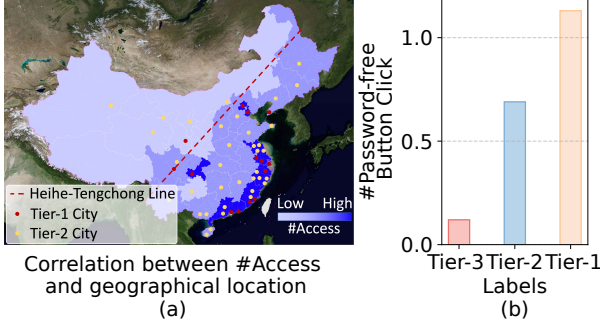 Heihe-Tengchong Line
Tier-1 City
Tier-2 City
Low High
#Access
Correlation between #Access
and geographical location
(a)
#Password-free
Button Click
1.0
0.5
0.0
Tier-3 Tier-2 Tier-1
Labels
(b)